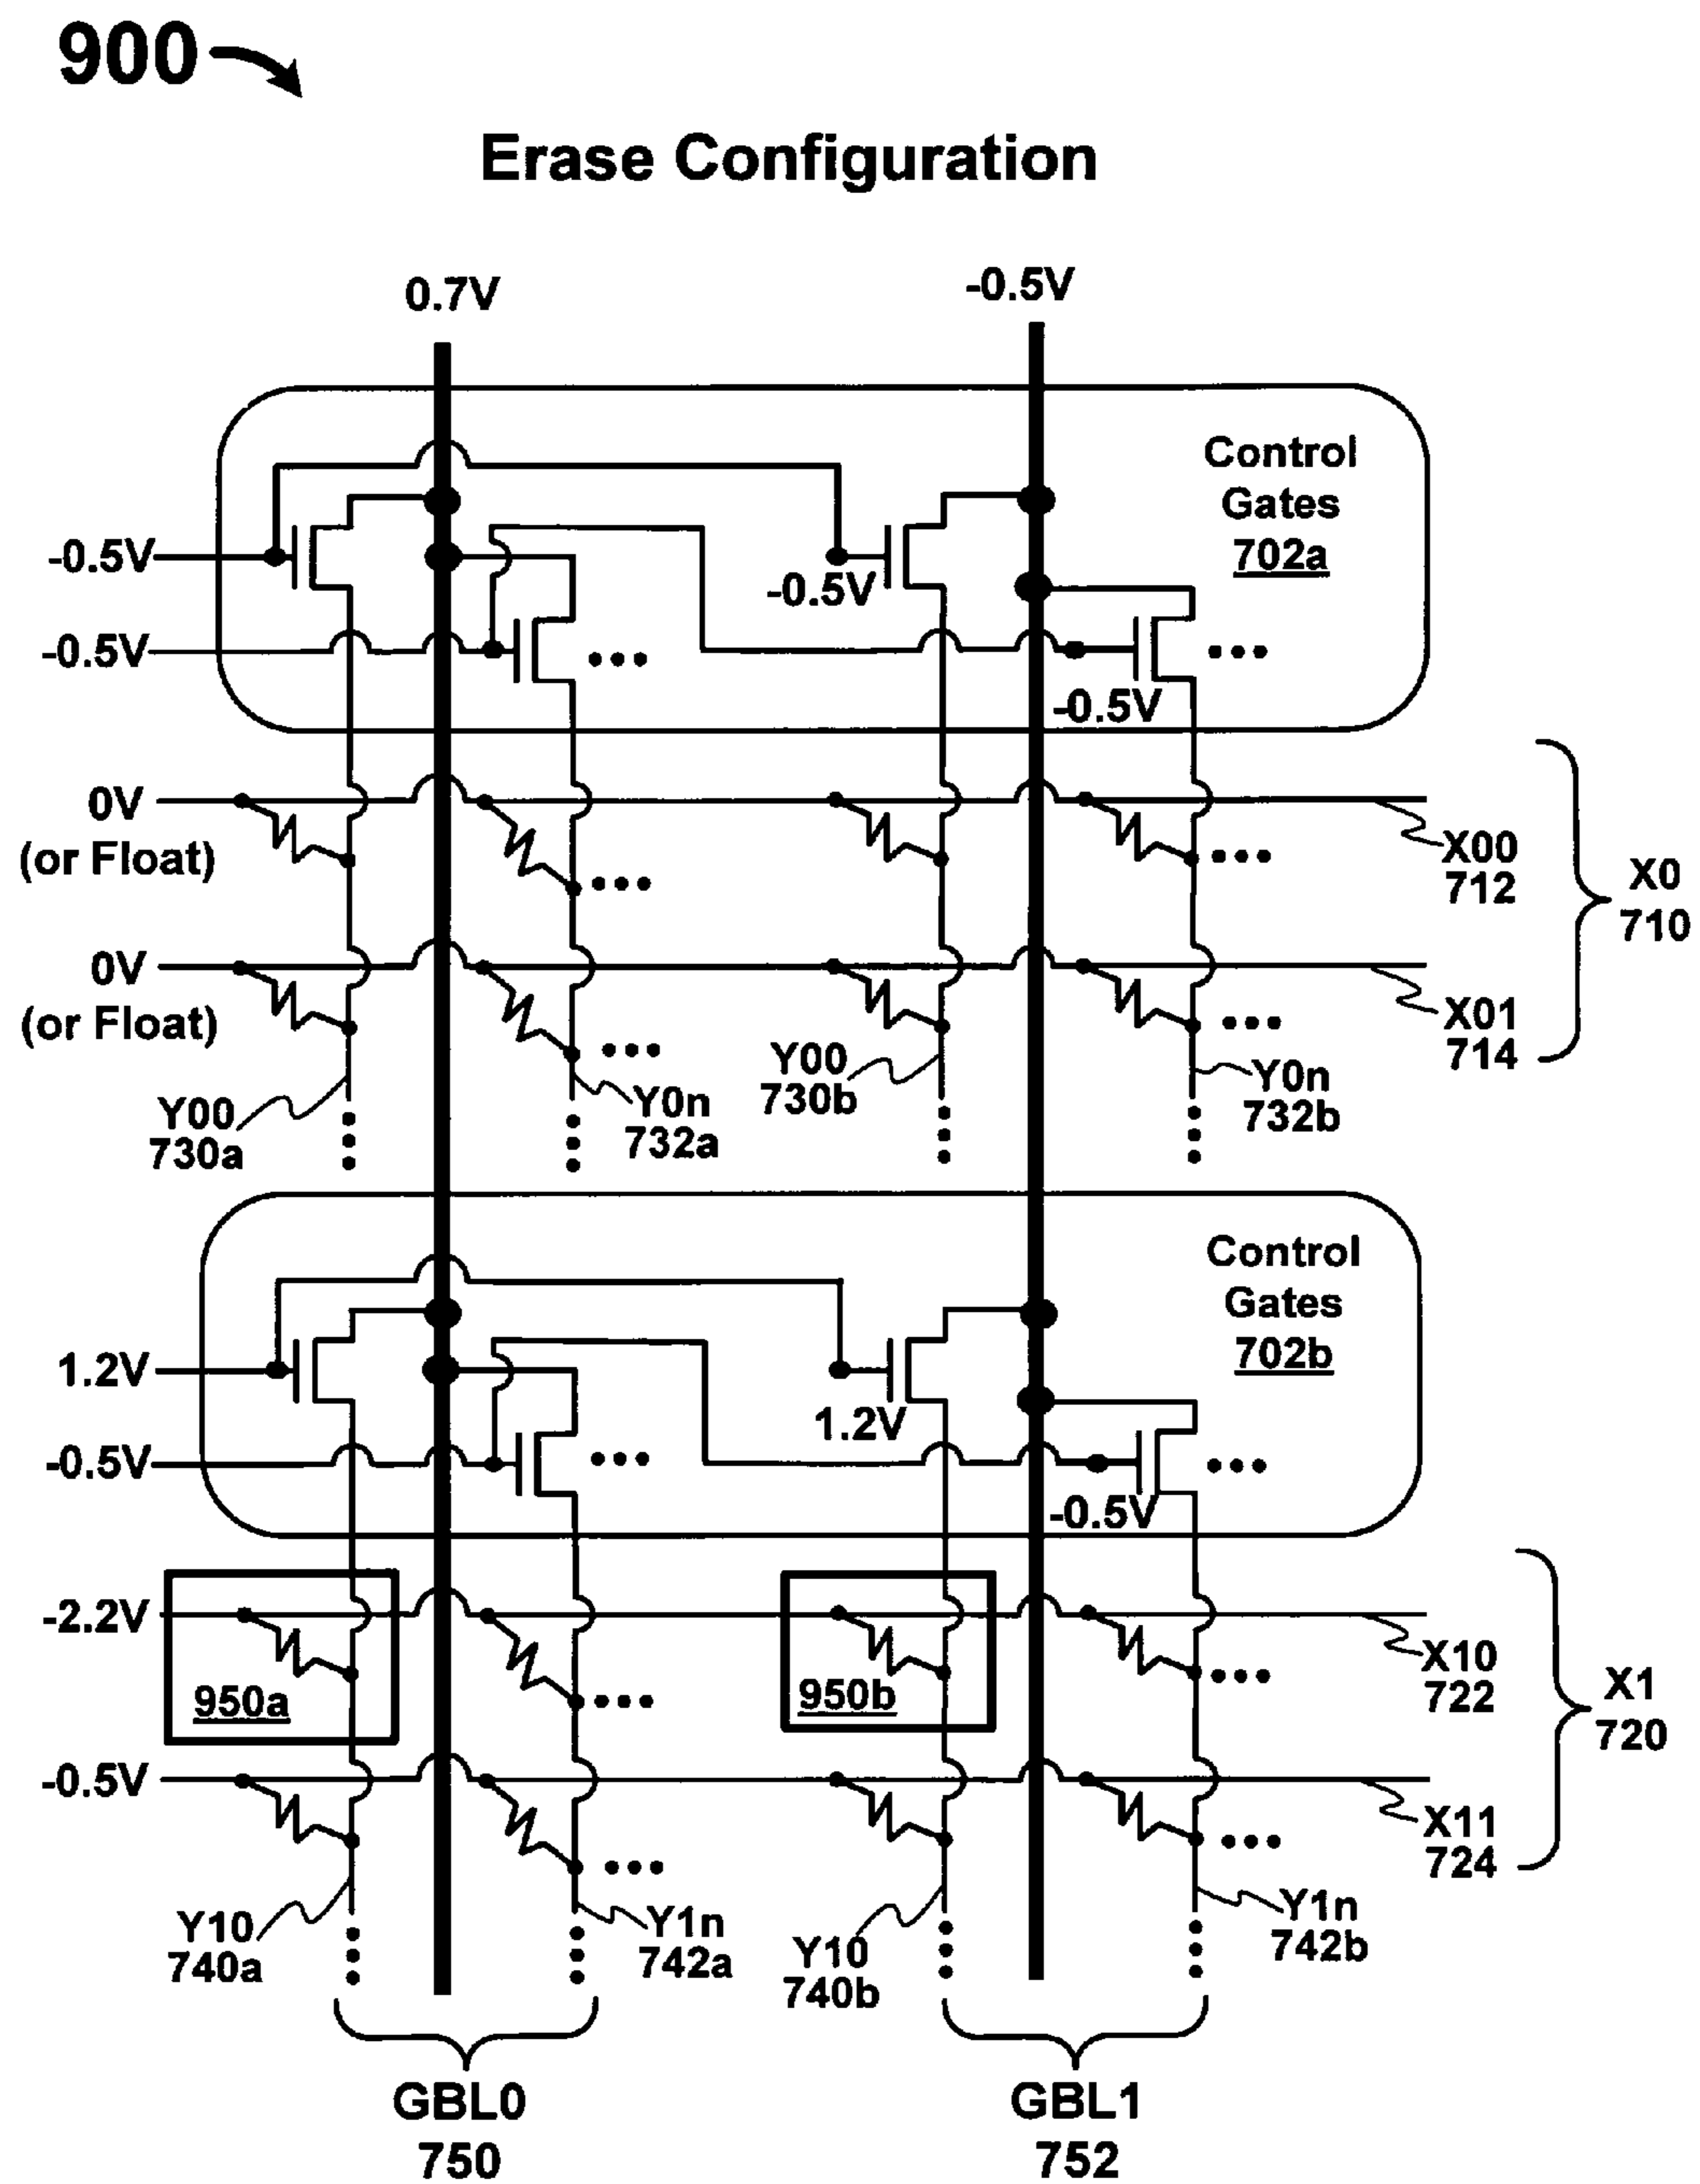 900
Erase Configuration
0.7V
-0.5V
Control
Gates
702a
-0.5V
-0.5V
-0.5V
-0.5V
0V
(or Float)
X00
712
X0
710
0V
(or Float)
X01
714
Y00
730a
Y0n
732a
Y00
730b
Y0n
732b
Control
Gates
702b
1.2V
1.2V
-0.5V
-0.5V
-2.2V
950a
950b
X10
722
X1
720
-0.5V
X11
724
Y10
740a
Y1n
742a
Y10
740b
Y1n
742b
GBL0
750
GBL1
752